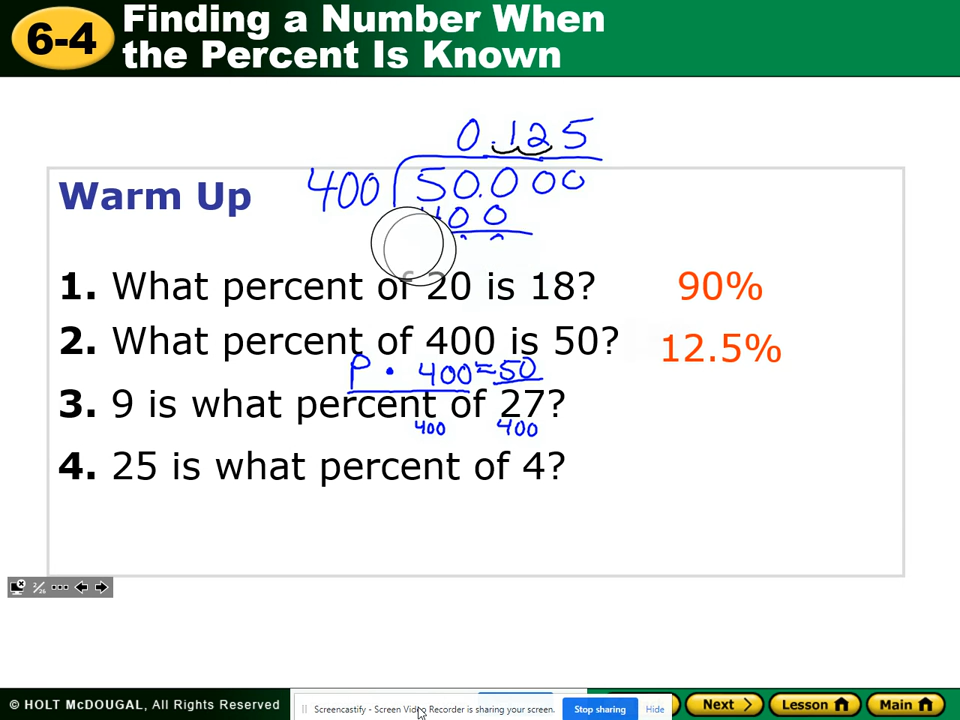 Finding a Number When
6-4
the Percent Is Known
0.125
400 50.000
400
Warm Up
1. What percent of 20 is 18? 90%
2. What percent of 400 is 50? 12.5%
P · 400 = 50
3. 9 is what percent of 27?
400 400
4. 25 is what percent of 4?
© HOLT McDOUGAL, All Rights Reserved
Screencastify - Screen Video Recorder is sharing your screen. Stop sharing Hide
Next Lesson Main